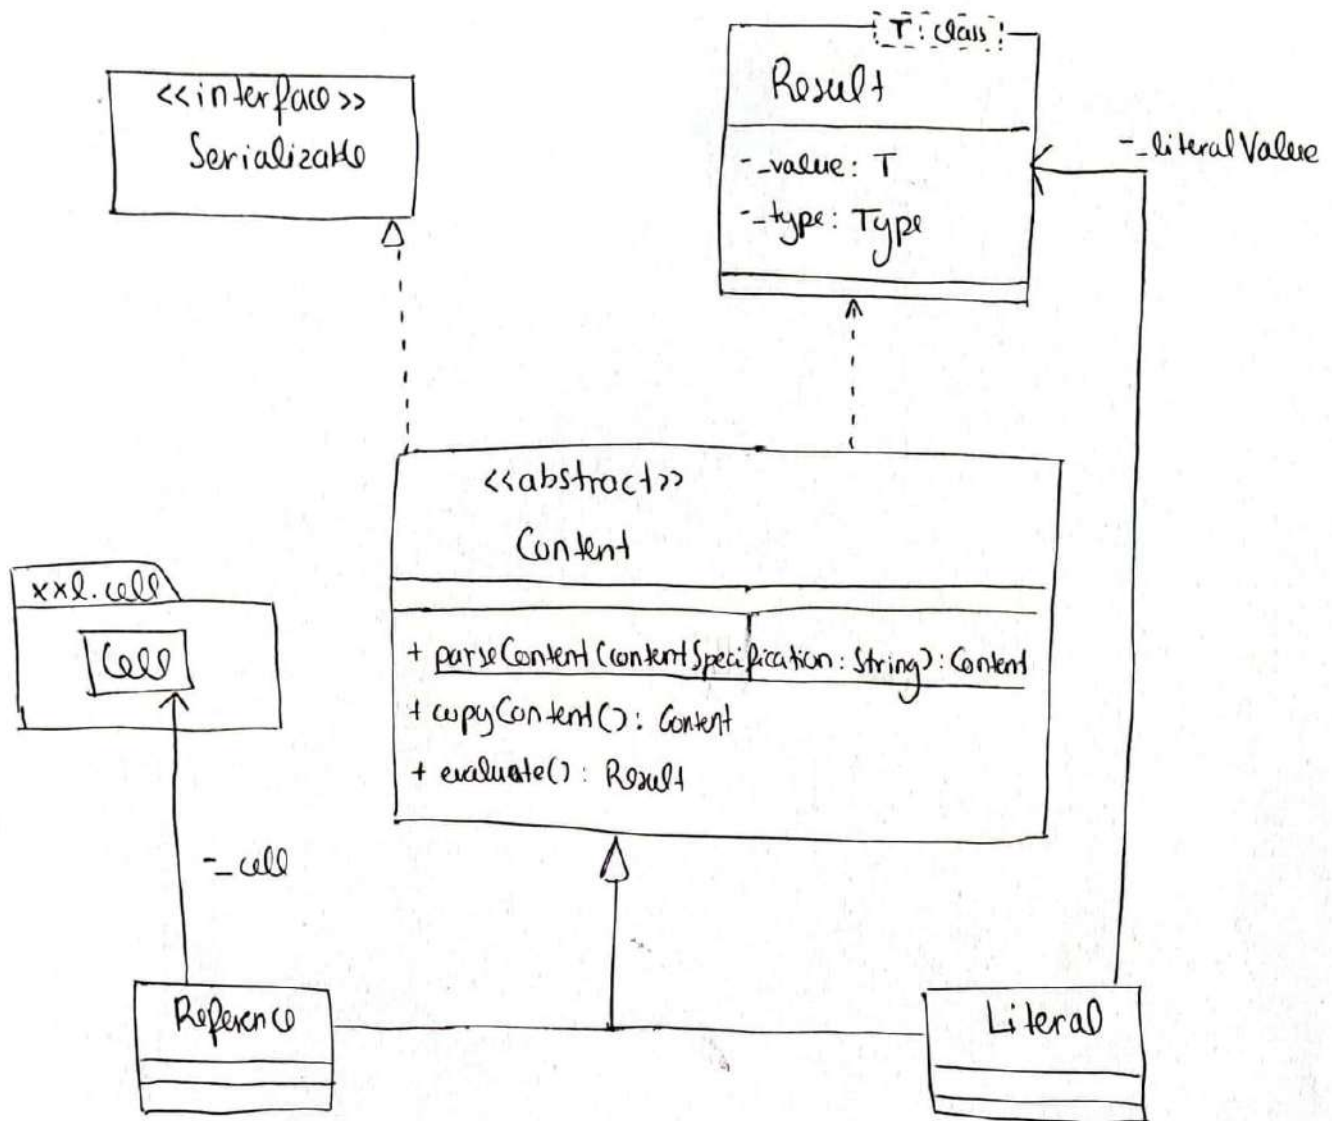 T: class
Result
-_value: T
-_type: Type
<<interface>>
Serializable
-_literalValue
<<abstract>>
Content
+ parseContent(contentSpecification: String): Content
+ copyContent(): Content
+ evaluate(): Result
xxl.cell
Cell
-_cell
Reference
Literal